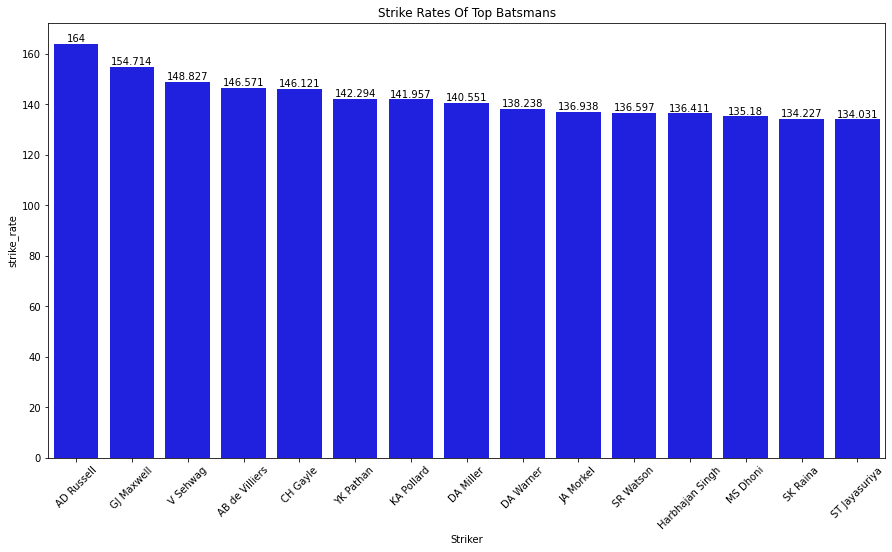 Strike Rates Of Top Batsmans
strike_rate
160
140
120
100
80
60
40
20
0
164
154.714
148.827
146.571
146.121
142.294
141.957
140.551
138.238
136.938
136.597
136.411
135.18
134.227
134.031
AD Russell
GJ Maxwell
V Sehwag
AB de Villiers
CH Gayle
YK Pathan
KA Pollard
DA Miller
DA Warner
JA Morkel
SR Watson
Harbhajan Singh
MS Dhoni
SK Raina
ST Jayasuriya
Striker